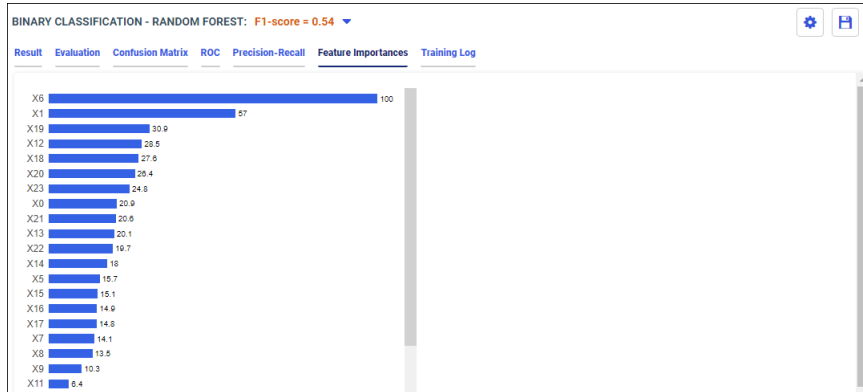 BINARY CLASSIFICATION - RANDOM FOREST: F1-score = 0.54
Result Evaluation Confusion Matrix ROC Precision-Recall Feature Importances Training Log
X6 100
X1 57
X19 30.9
X12 28.5
X18 27.6
X20 26.4
X23 24.8
X0 20.9
X21 20.6
X13 20.1
X22 19.7
X14 18
X5 15.7
X15 15.1
X16 14.9
X17 14.8
X7 14.1
X8 13.5
X9 10.3
X11 6.4